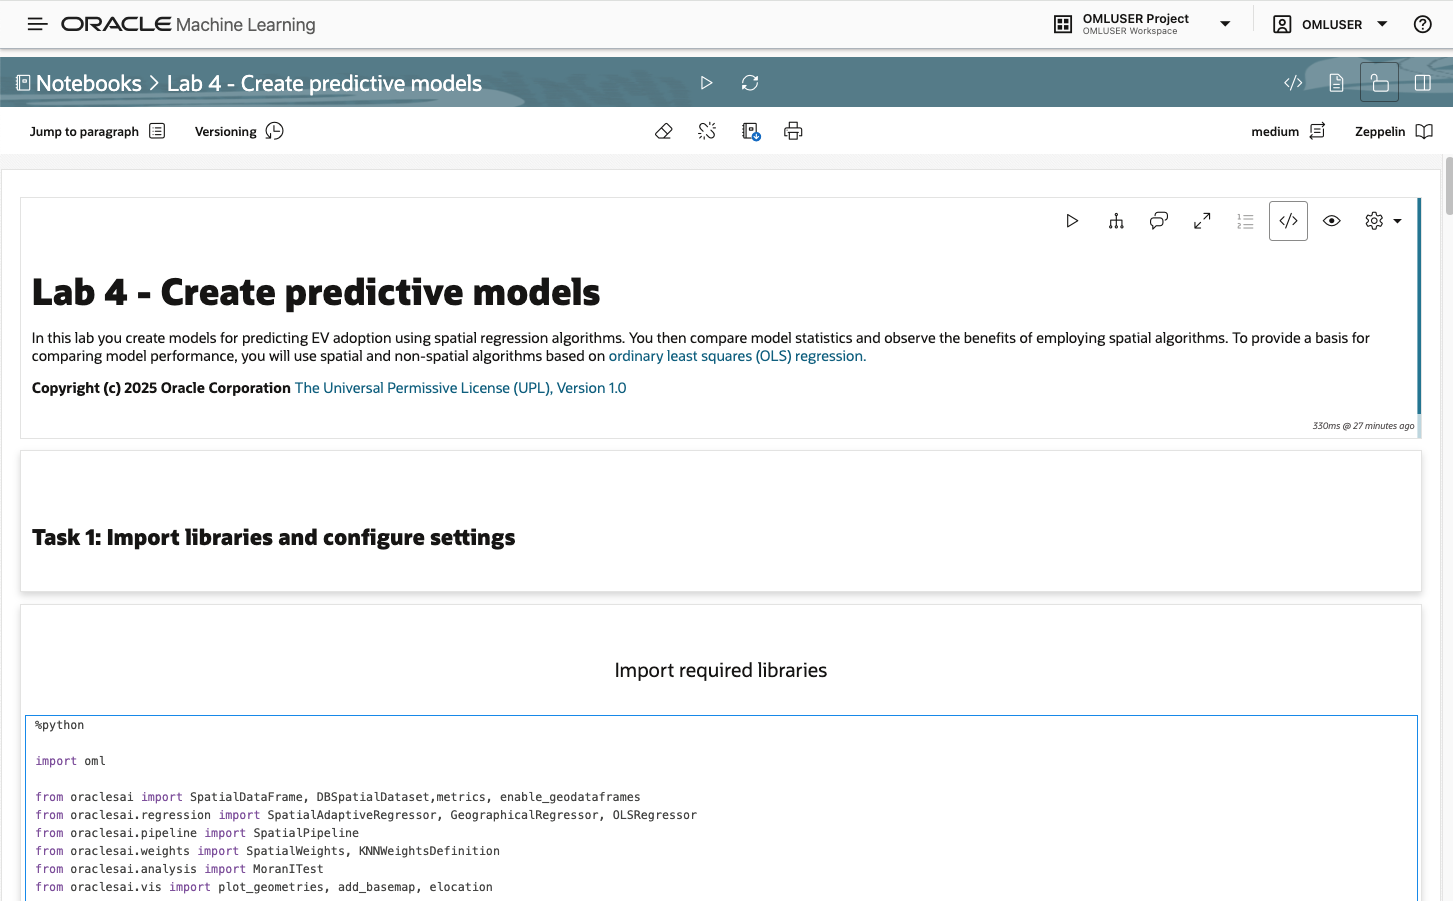 ORACLE Machine Learning
OMLUSER Project
OMLUSER Workspace
OMLUSER
Notebooks > Lab 4 - Create predictive models
Jump to paragraph
Versioning
medium
Zeppelin
Lab 4 - Create predictive models
In this lab you create models for predicting EV adoption using spatial regression algorithms. You then compare model statistics and observe the benefits of employing spatial algorithms. To provide a basis for
comparing model performance, you will use spatial and non-spatial algorithms based on ordinary least squares (OLS) regression.
Copyright (c) 2025 Oracle Corporation The Universal Permissive License (UPL), Version 1.0
330ms @ 27 minutes ago
Task 1: Import libraries and configure settings
Import required libraries
%python
import oml
from oraclesai import SpatialDataFrame, DBSpatialDataset,metrics, enable_geodataframes
from oraclesai.regression import SpatialAdaptiveRegressor, GeographicalRegressor, OLSRegressor
from oraclesai.pipeline import SpatialPipeline
from oraclesai.weights import SpatialWeights, KNNWeightsDefinition
from oraclesai.analysis import MoranITest
from oraclesai.vis import plot_geometries, add_basemap, elocation